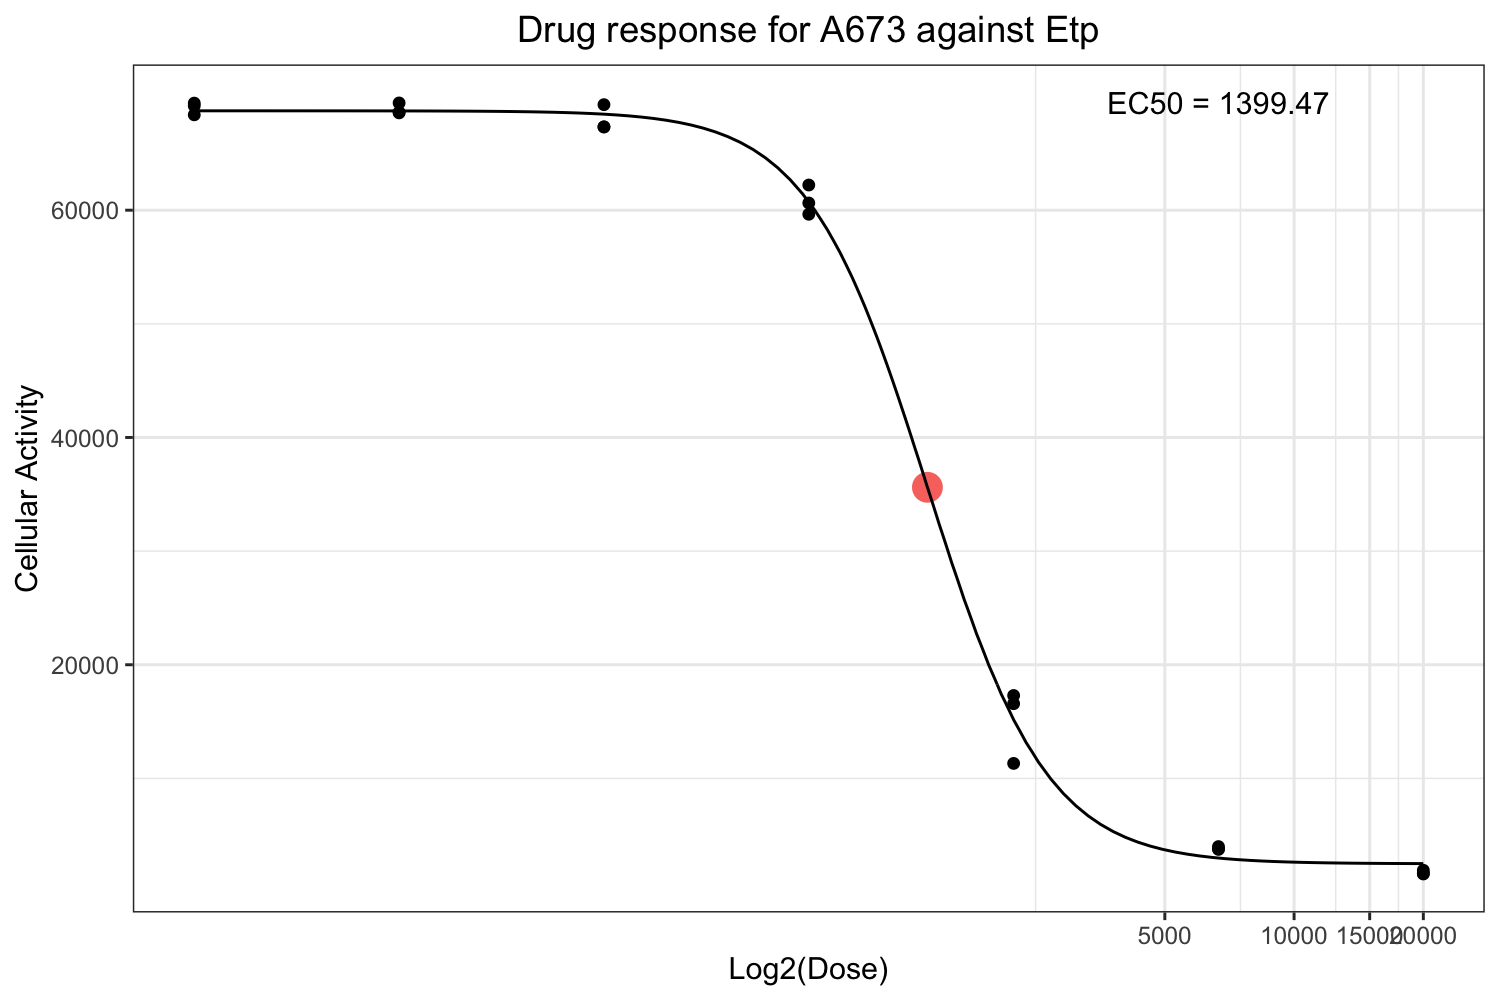 Drug response for A673 against Etp
EC50 = 1399.47
60000
40000
20000
Cellular Activity
5000 10000 15000 20000
Log2(Dose)